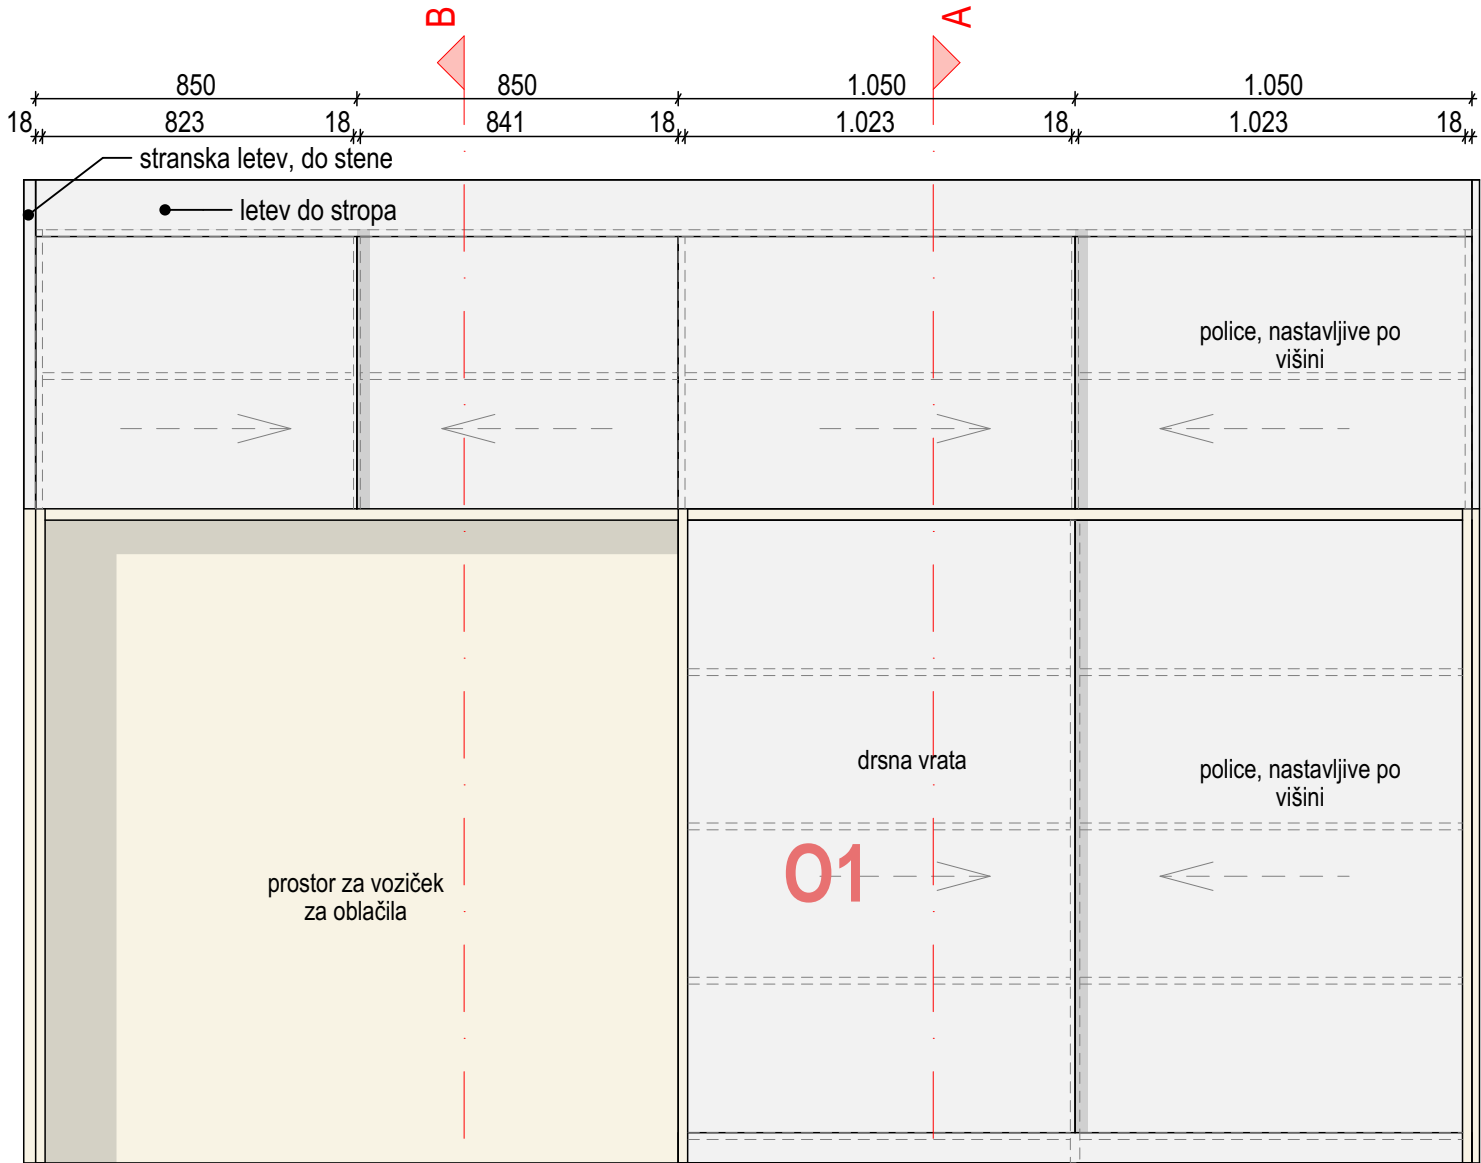 B A
850 850 1.050 1.050
18 823 18 841 18 1.023 18 1.023 18
stranska letev, do stene
letev do stropa
police, nastavljive po
višini
drsna vrata
police, nastavljive po
višini
O1
prostor za voziček
za oblačila